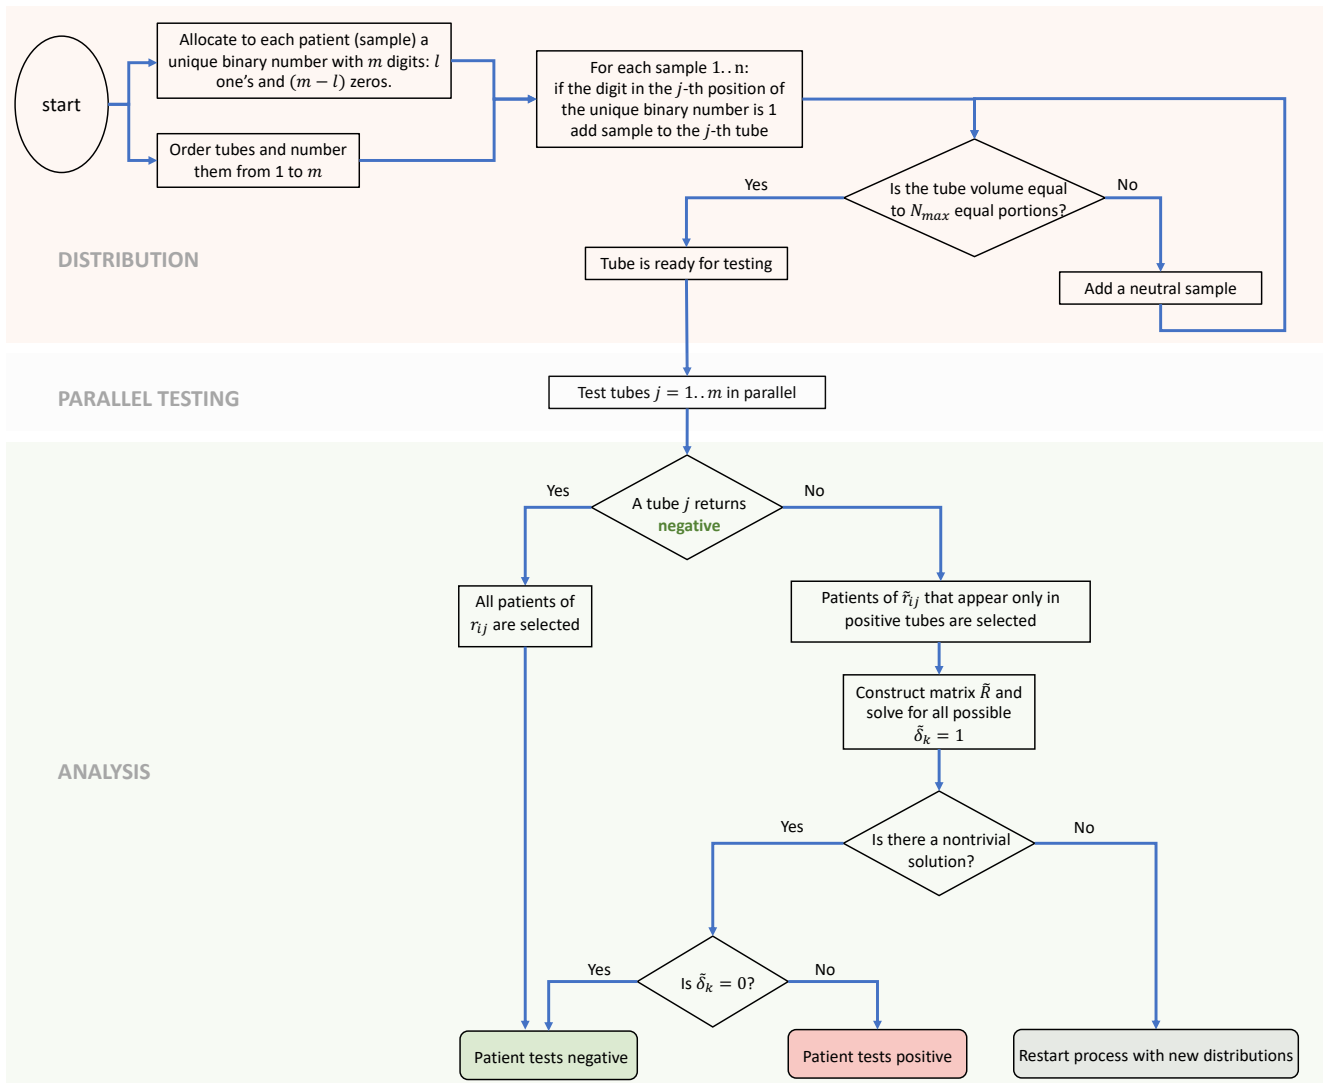 start
Allocate to each patient (sample) a
unique binary number with m digits: l
one's and (m − l) zeros.
Order tubes and number
them from 1 to m
For each sample 1..n:
if the digit in the j-th position of
the unique binary number is 1
add sample to the j-th tube
Is the tube volume equal
to N_max equal portions?
Yes
No
Tube is ready for testing
Add a neutral sample
DISTRIBUTION
PARALLEL TESTING
Test tubes j = 1..m in parallel
A tube j returns
negative
Yes
No
All patients of
r_ij are selected
Patients of r̃_ij that appear only in
positive tubes are selected
Construct matrix R̃ and
solve for all possible
δ̃_k = 1
ANALYSIS
Is there a nontrivial
solution?
Yes
No
Is δ̃_k = 0?
Yes
No
Patient tests negative
Patient tests positive
Restart process with new distributions